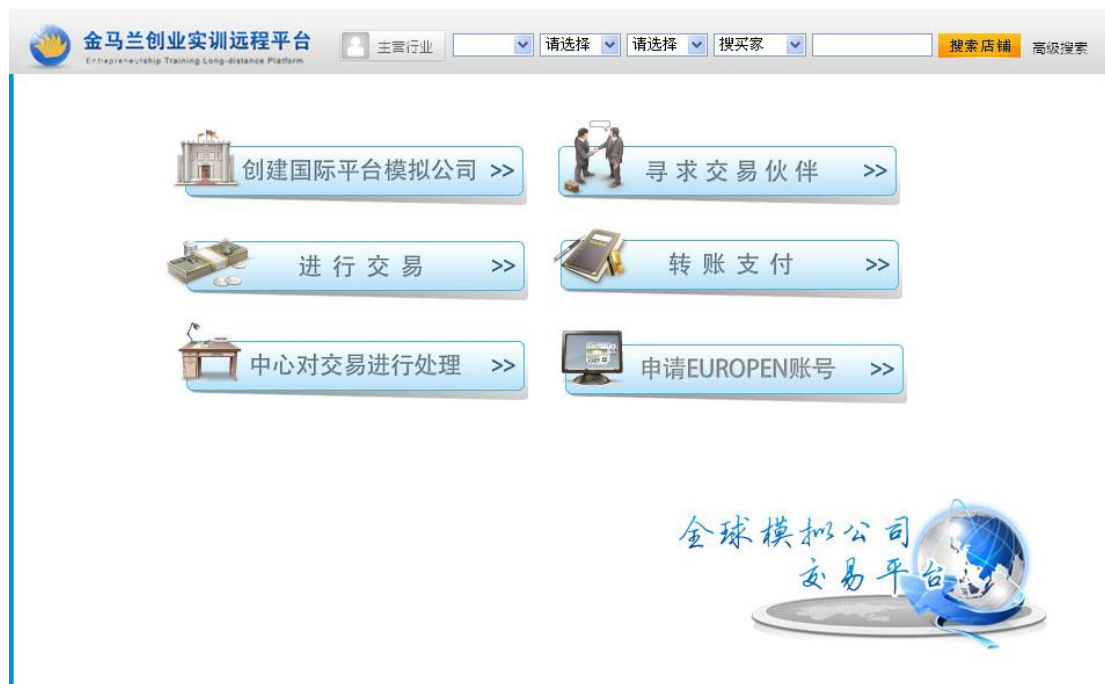 金马兰创业实训远程平台
Entrepreneurship Training Long-distance Platform
主营行业
请选择
请选择
搜买家
搜索店铺
高级搜索
创建国际平台模拟公司 >>
寻求交易伙伴 >>
进行交易 >>
转账支付 >>
中心对交易进行处理 >>
申请EUROPEN账号 >>
全球模拟公司
交易平台